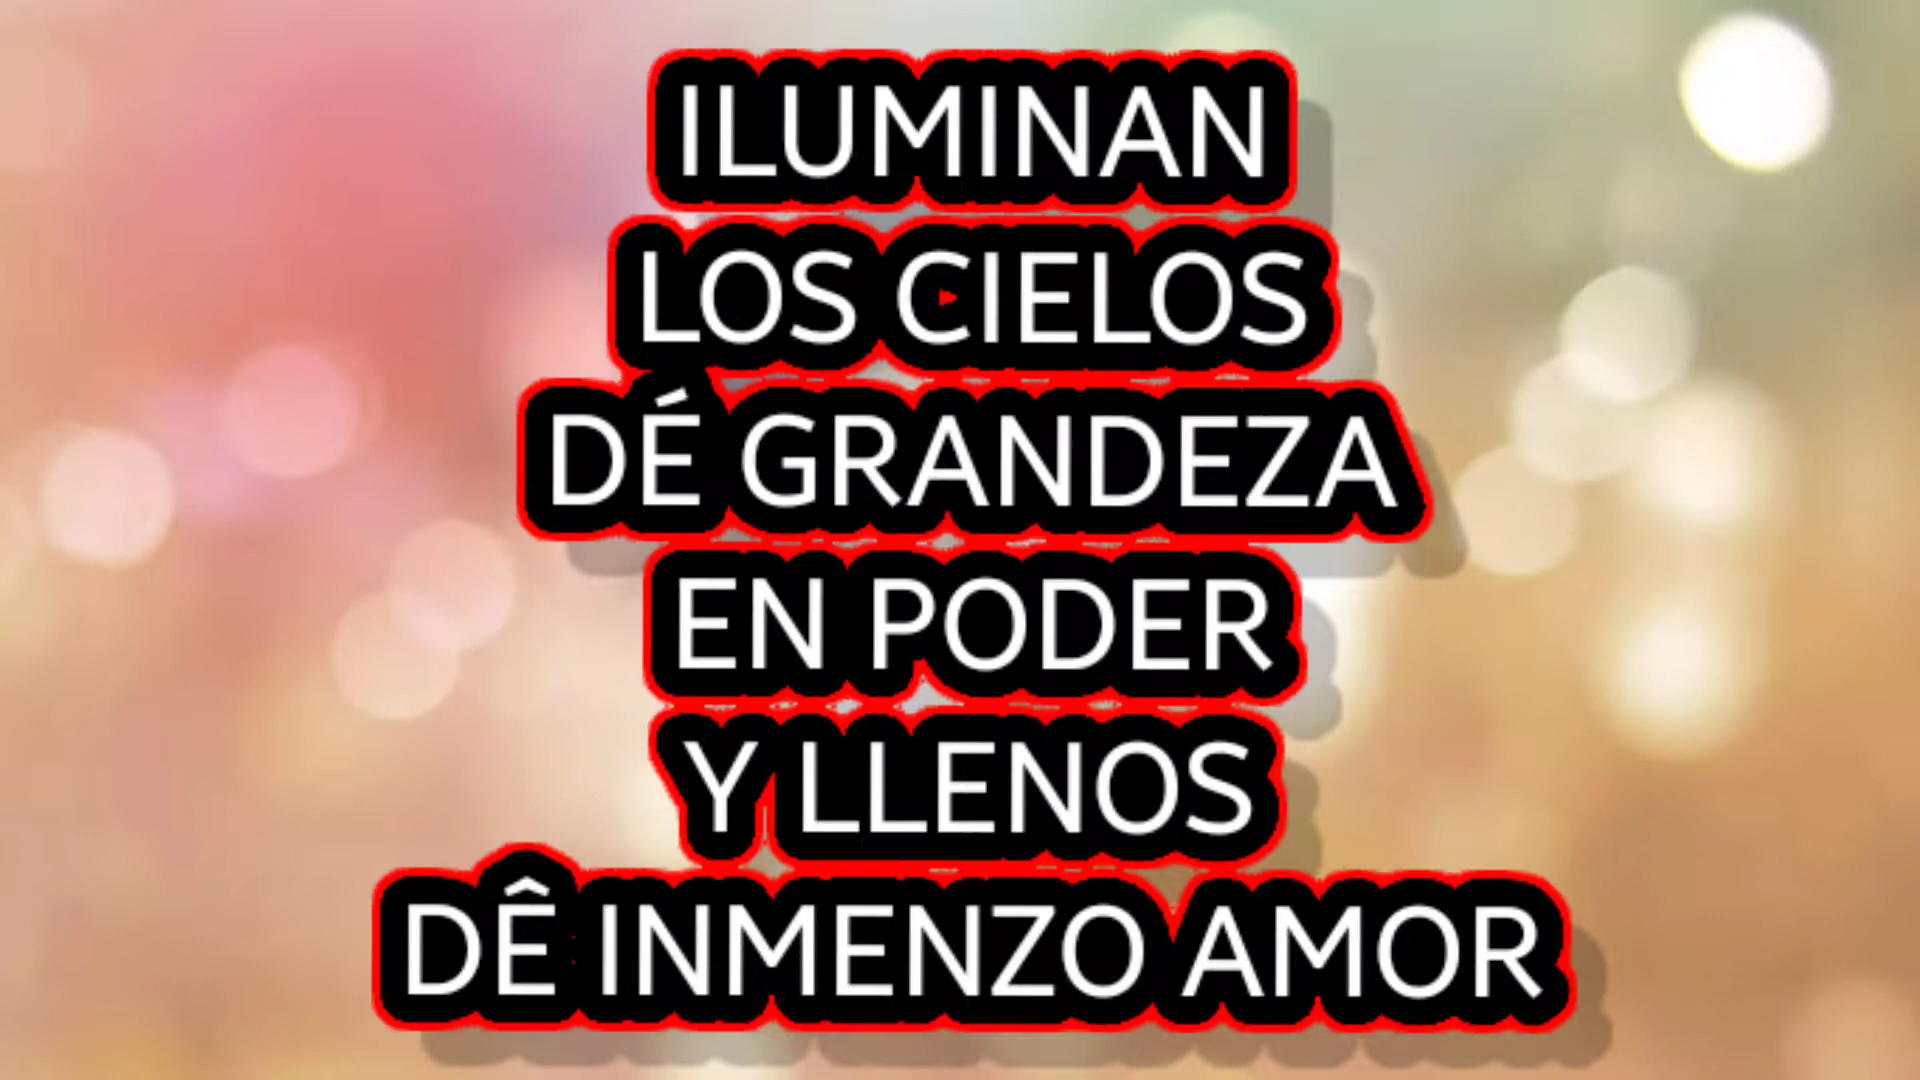 ILUMINAN
LOS CIELOS
DÉ GRANDEZA
EN PODER
Y LLENOS
DÊ INMENZO AMOR